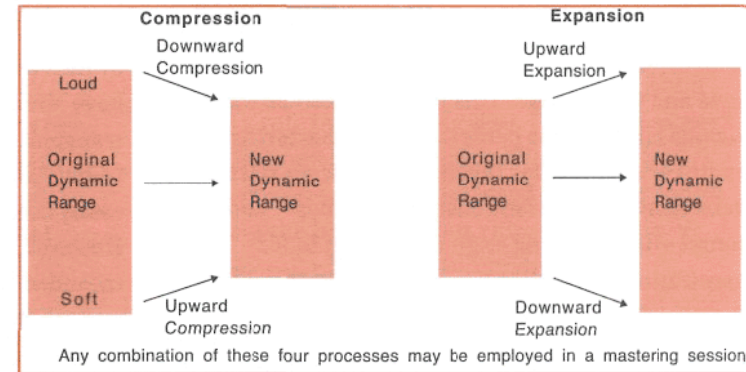 Compression
Downward
Compression
Loud
Original
Dynamic
Range
Soft
New
Dynamic
Range
Upward
Compression
Expansion
Upward
Expansion
Original
Dynamic
Range
New
Dynamic
Range
Downward
Expansion
Any combination of these four processes may be employed in a mastering session